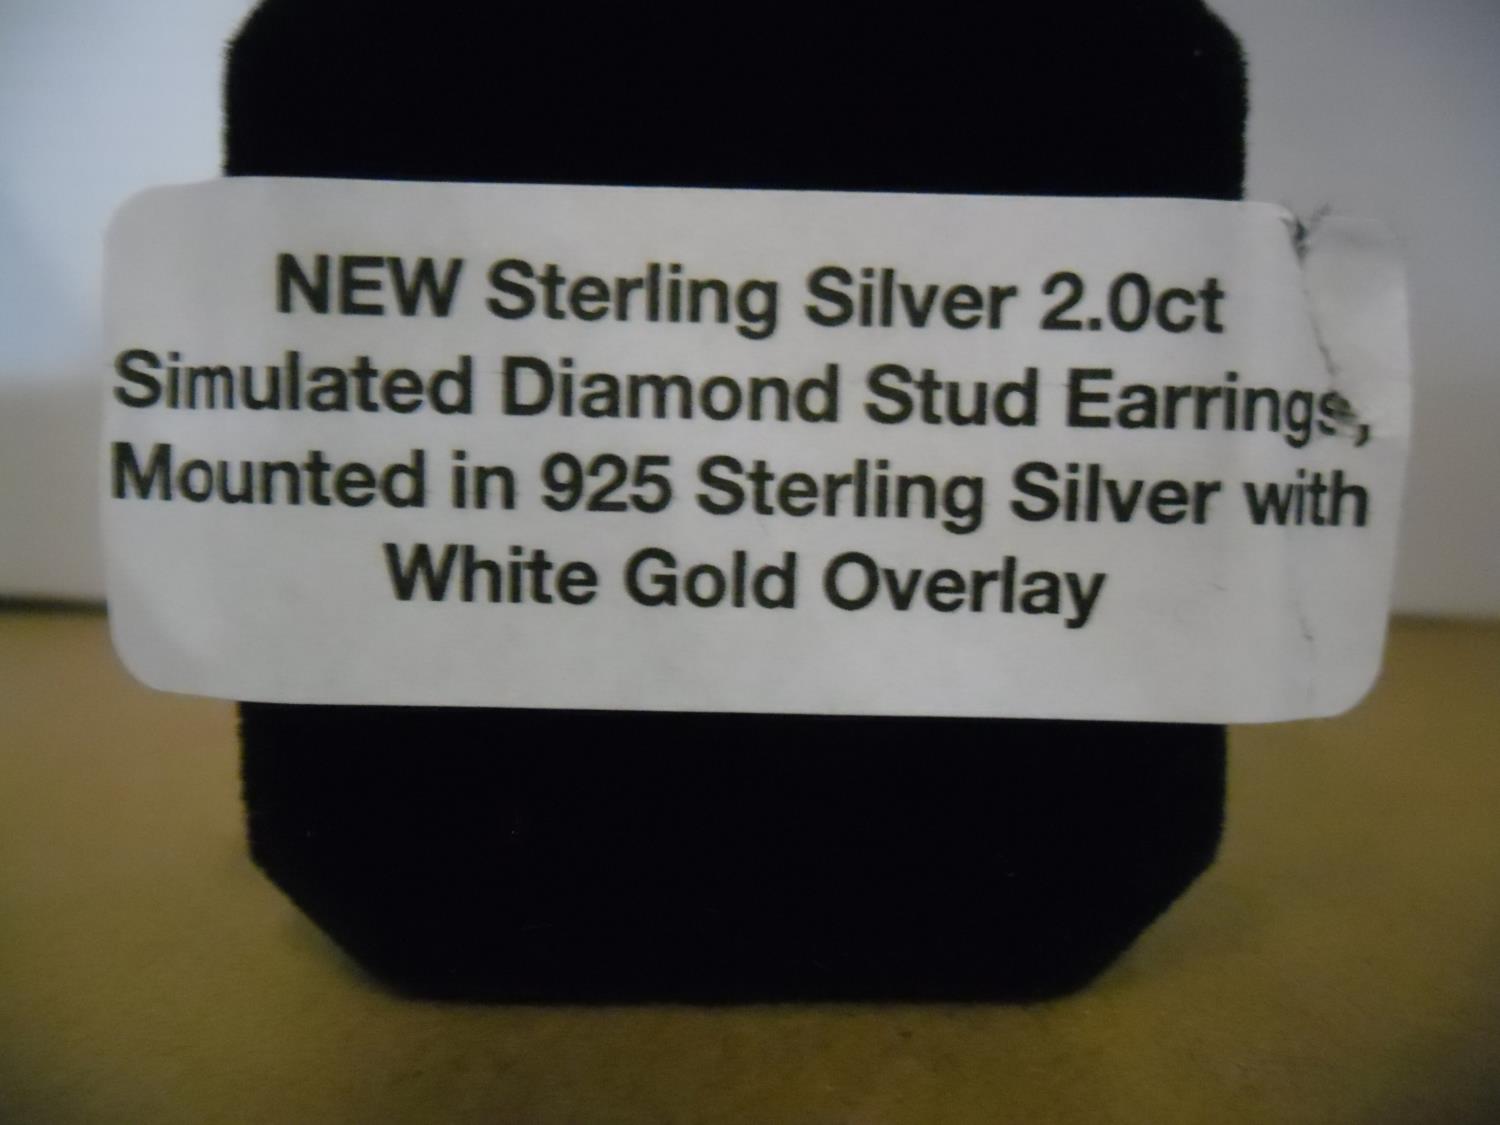 NEW Sterling Silver 2.0ct
Simulated Diamond Stud Earrings,
Mounted in 925 Sterling Silver with
White Gold Overlay